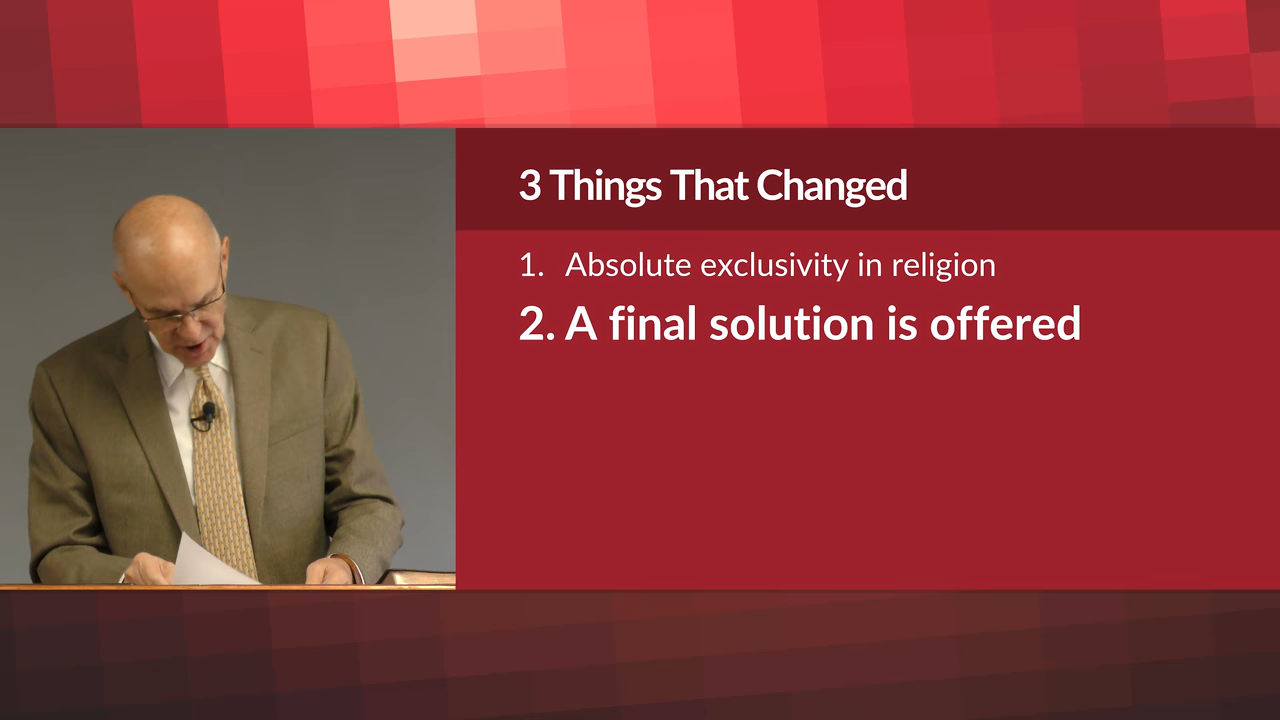 3 Things That Changed
1. Absolute exclusivity in religion
2. A final solution is offered